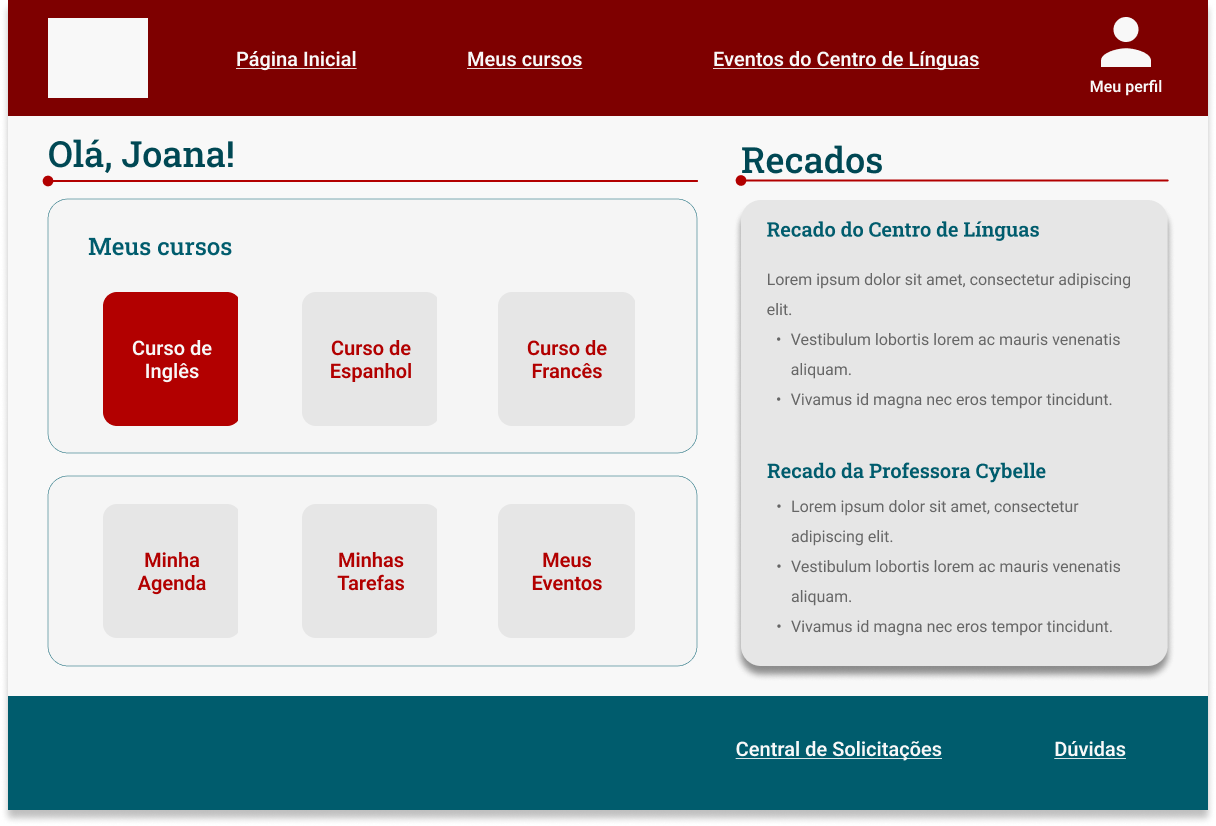 Página Inicial
Meus cursos
Eventos do Centro de Línguas
Meu perfil
Olá, Joana!
Meus cursos
Curso de
Inglês
Curso de
Espanhol
Curso de
Francês
Minha
Agenda
Minhas
Tarefas
Meus
Eventos
Recados
Recado do Centro de Línguas
Lorem ipsum dolor sit amet, consectetur adipiscing
elit.
• Vestibulum lobortis lorem ac mauris venenatis
aliquam.
• Vivamus id magna nec eros tempor tincidunt.
Recado da Professora Cybelle
• Lorem ipsum dolor sit amet, consectetur
adipiscing elit.
• Vestibulum lobortis lorem ac mauris venenatis
aliquam.
• Vivamus id magna nec eros tempor tincidunt.
Central de Solicitações
Dúvidas